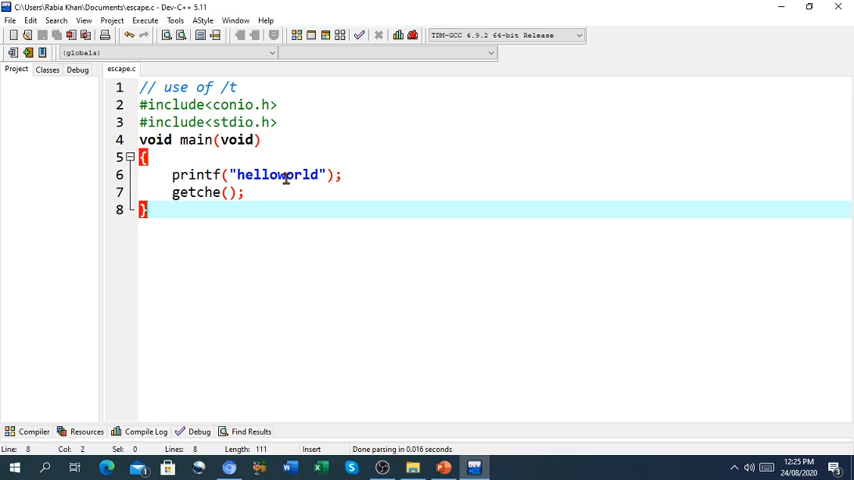 C:\Users\Rabia Khan\Documents\escape.c - Dev-C++ 5.11
File Edit Search View Project Execute Tools AStyle Window Help
TDM-GCC 4.9.2 64-bit Release
(globals)
Project Classes Debug
escape.c
1 // use of /t
2 #include<conio.h>
3 #include<stdio.h>
4 void main(void)
5 {
6 printf("helloworld");
7 getche();
8 }
Compiler Resources Compile Log Debug Find Results
Line: 8 Col: 2 Sel: 0 Lines: 8 Length: 111 Insert Done parsing in 0.016 seconds
12:25 PM
24/08/2020